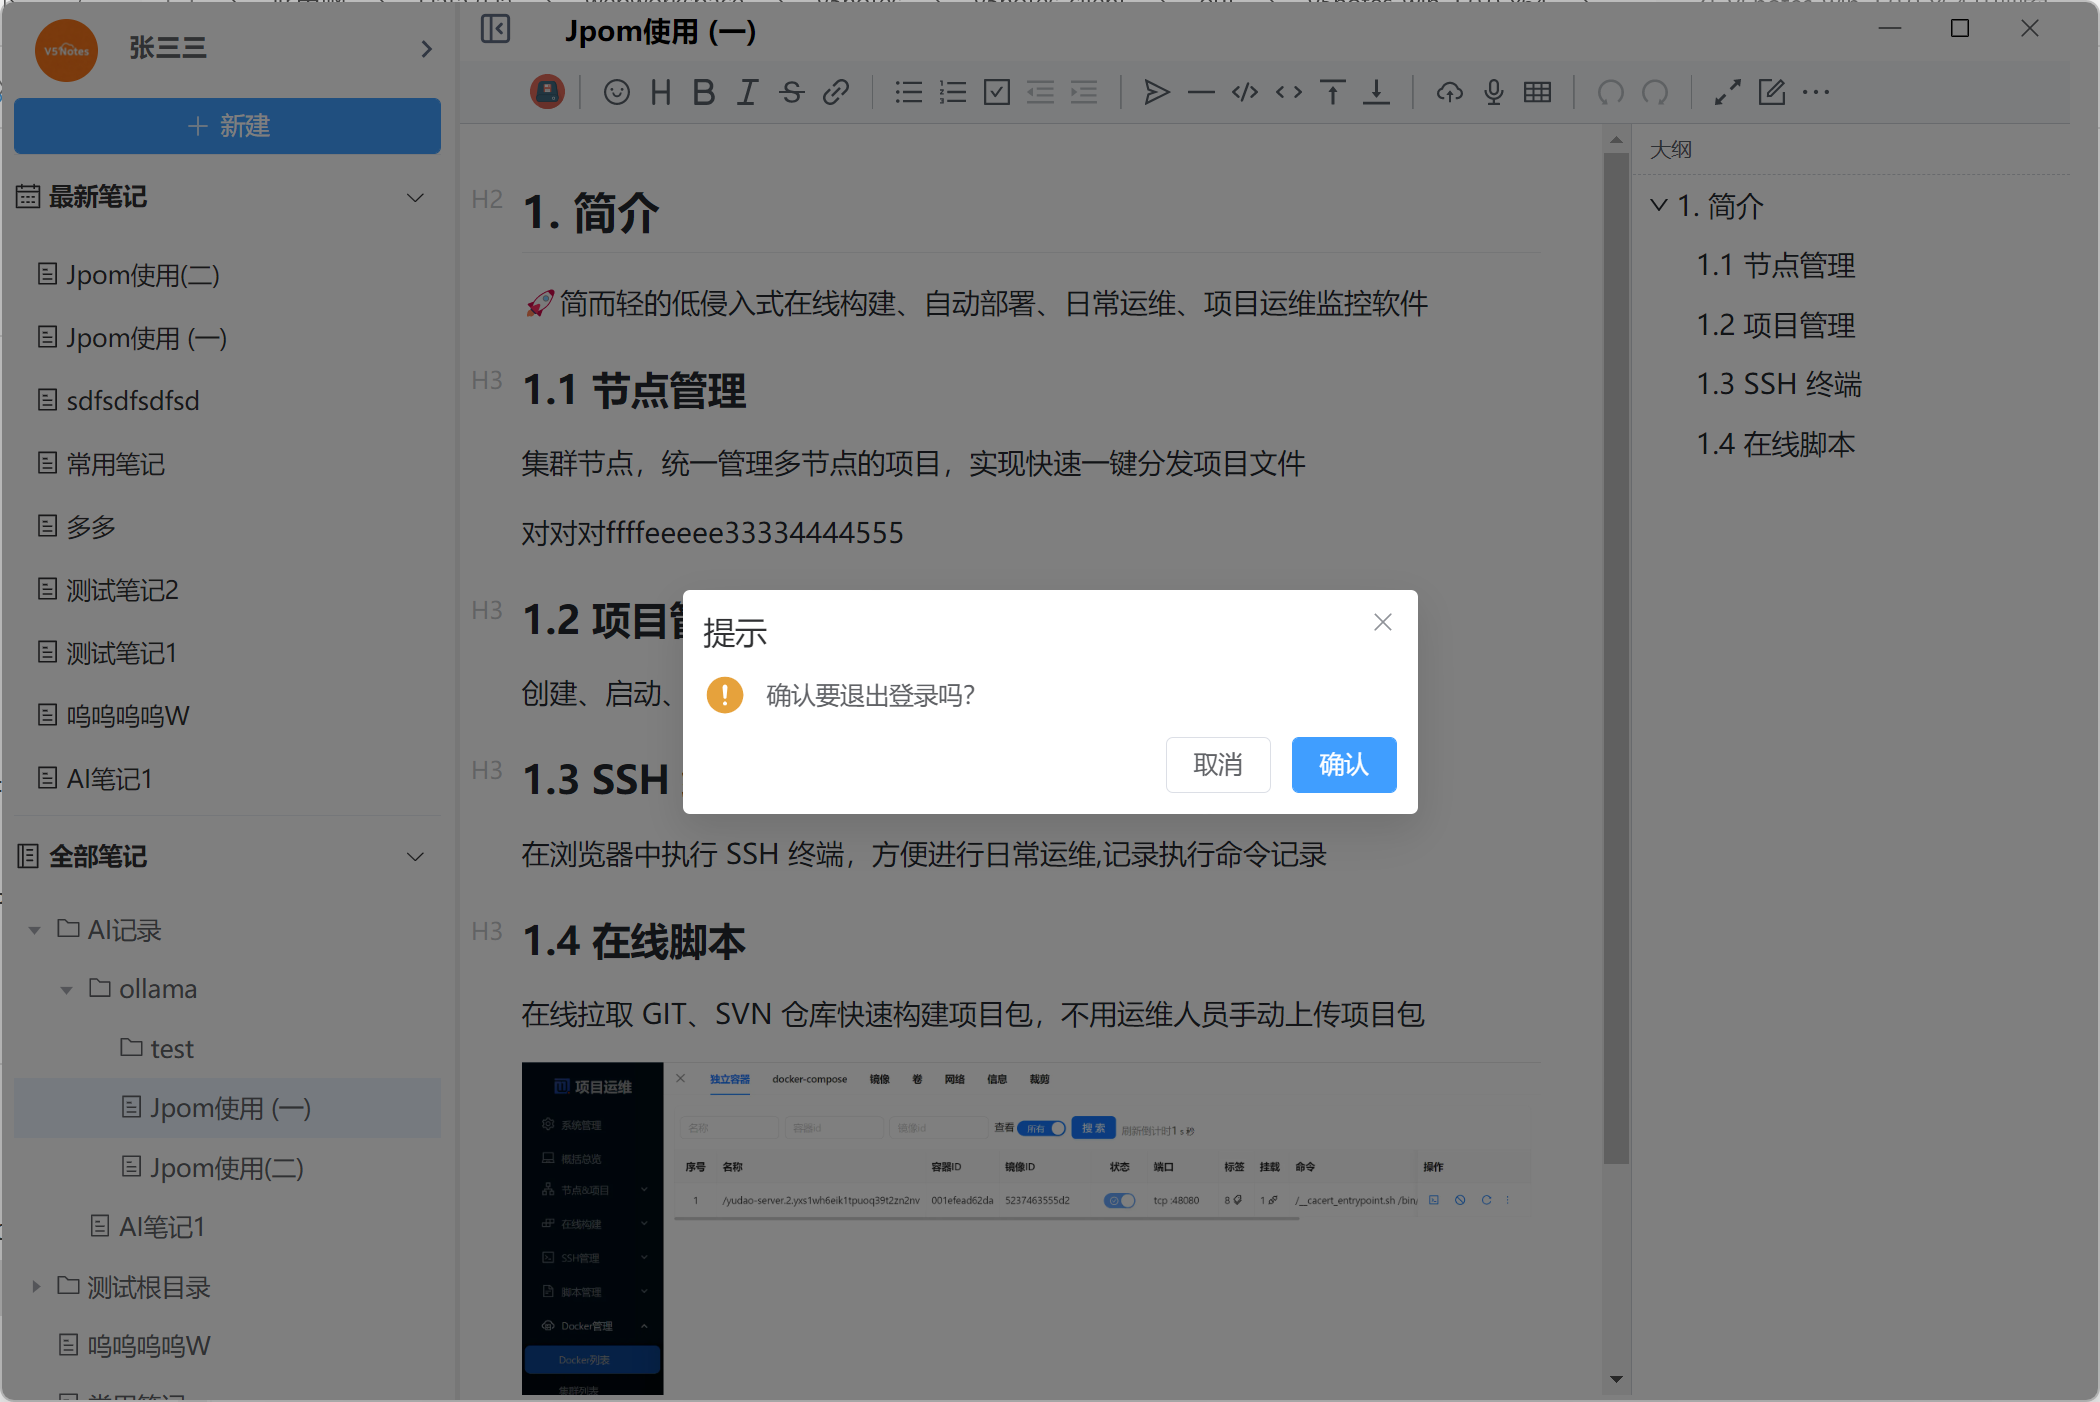 V5Notes
张三三
新建
最新笔记
Jpom使用(二)
Jpom使用 (一)
sdfsdfsdfsd
常用笔记
多多
测试笔记2
测试笔记1
呜呜呜呜W
AI笔记1
全部笔记
AI记录
ollama
test
Jpom使用 (一)
Jpom使用(二)
AI笔记1
测试根目录
呜呜呜呜W
常用笔记
Jpom使用 (一)
H2 1. 简介
🚀简而轻的低侵入式在线构建、自动部署、日常运维、项目运维监控软件
H3 1.1 节点管理
集群节点，统一管理多节点的项目，实现快速一键分发项目文件
对对对ffffeeeee33334444555
H3 1.2 项目管
创建、启动、
H3 1.3 SSH
在浏览器中执行 SSH 终端，方便进行日常运维,记录执行命令记录
H3 1.4 在线脚本
在线拉取 GIT、SVN 仓库快速构建项目包，不用运维人员手动上传项目包
项目运维
系统管理
概括总览
节点&项目
在线构建
SSH管理
脚本管理
Docker管理
Docker列表
集群列表
独立容器 docker-compose 镜像 卷 网络 信息 裁剪
名称 容器id 镜像id 查看 所有 搜 索 刷新倒计时1 s 秒
序号 名称 容器ID 镜像ID 状态 端口 标签 挂载 命令 操作
1 /yudao-server.2.yxs1wh6eik1tpuoq39t2zn2nv 001efead62da 5237463555d2 tcp :48080 8 1 /__cacert_entrypoint.sh /bin/
提示
确认要退出登录吗？
取消 确认
大纲
1. 简介
1.1 节点管理
1.2 项目管理
1.3 SSH 终端
1.4 在线脚本